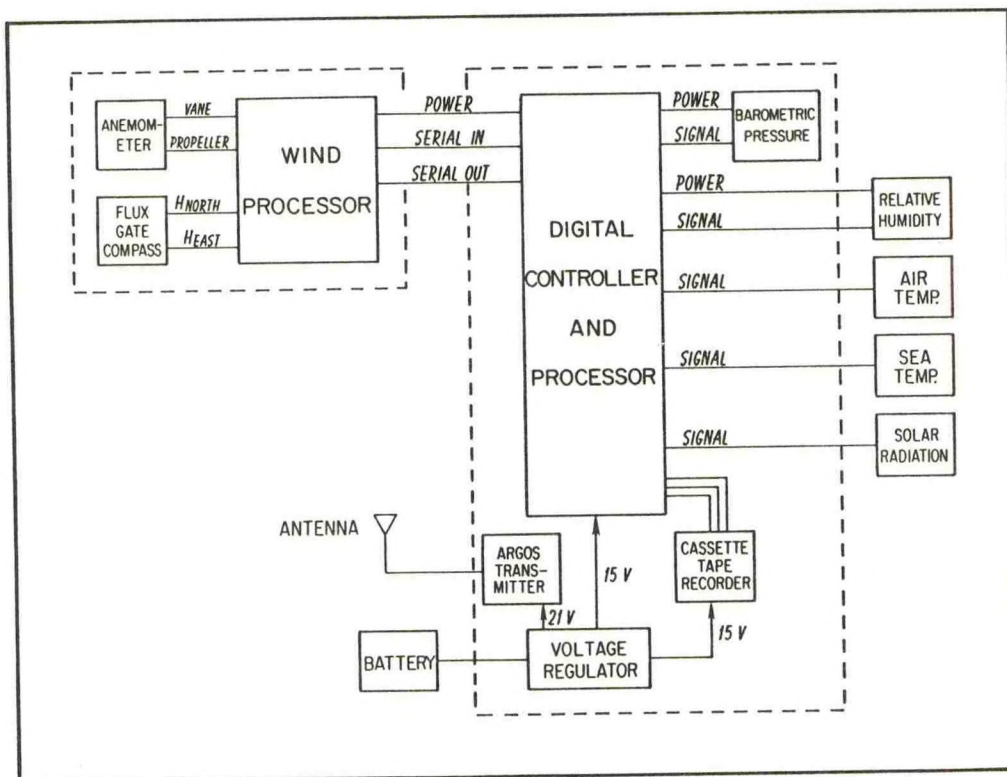 ANEMOM-
ETER
VANE
PROPELLER
FLUX
GATE
COMPASS
HNORTH
HEAST
WIND
PROCESSOR
POWER
SERIAL IN
SERIAL OUT
DIGITAL
CONTROLLER
AND
PROCESSOR
POWER
SIGNAL
BAROMETRIC
PRESSURE
POWER
SIGNAL
RELATIVE
HUMIDITY
SIGNAL
AIR
TEMP.
SIGNAL
SEA
TEMP.
SIGNAL
SOLAR
RADIATION
ANTENNA
ARGOS
TRANS-
MITTER
15 V
CASSETTE
TAPE
RECORDER
21 V
15 V
BATTERY
VOLTAGE
REGULATOR